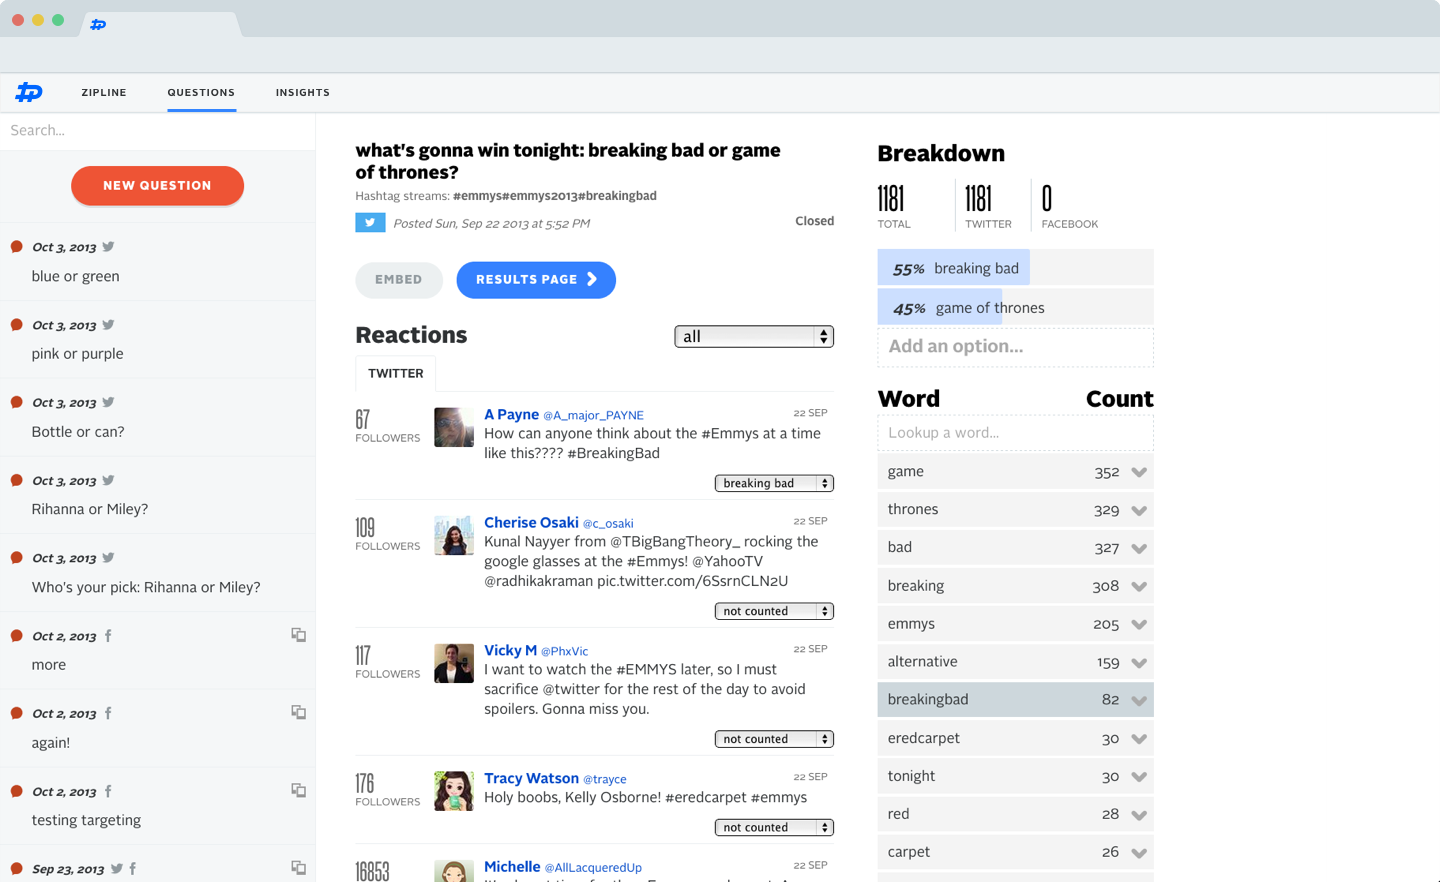 ZIPLINE
QUESTIONS
INSIGHTS
Search...
NEW QUESTION
Oct 3, 2013
blue or green
Oct 3, 2013
pink or purple
Oct 3, 2013
Bottle or can?
Oct 3, 2013
Rihanna or Miley?
Oct 3, 2013
Who's your pick: Rihanna or Miley?
Oct 2, 2013
more
Oct 2, 2013
again!
Oct 2, 2013
testing targeting
Sep 23, 2013
what's gonna win tonight: breaking bad or game
of thrones?
Hashtag streams: #emmys#emmys2013#breakingbad
Posted Sun, Sep 22 2013 at 5:52 PM
Closed
EMBED
RESULTS PAGE
Reactions
all
TWITTER
67
FOLLOWERS
A Payne @A_major_PAYNE
22 SEP
How can anyone think about the #Emmys at a time
like this???? #BreakingBad
breaking bad
109
FOLLOWERS
Cherise Osaki @c_osaki
22 SEP
Kunal Nayyer from @TBigBangTheory_ rocking the
google glasses at the #Emmys! @YahooTV
@radhikakraman pic.twitter.com/6SsrnCLN2U
not counted
117
FOLLOWERS
Vicky M @PhxVic
22 SEP
I want to watch the #EMMYS later, so I must
sacrifice @twitter for the rest of the day to avoid
spoilers. Gonna miss you.
not counted
176
FOLLOWERS
Tracy Watson @trayce
22 SEP
Holy boobs, Kelly Osborne! #eredcarpet #emmys
not counted
16853
Michelle @AllLacqueredUp
22 SEP
Breakdown
1181
TOTAL
1181
TWITTER
0
FACEBOOK
55% breaking bad
45% game of thrones
Add an option...
Word Count
Lookup a word...
game 352
thrones 329
bad 327
breaking 308
emmys 205
alternative 159
breakingbad 82
eredcarpet 30
tonight 30
red 28
carpet 26